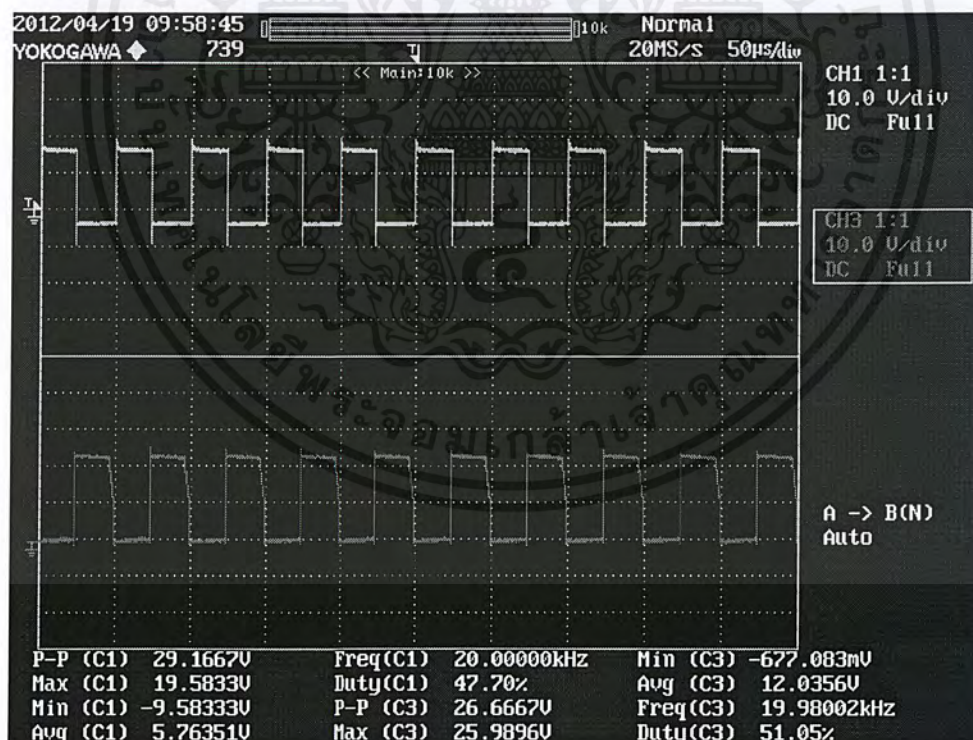 2012/04/19 09:58:45 10k Normal
YOKOGAWA 739 20MS/s 50µs/div
<< Main:10k >>
CH1 1:1
10.0 V/div
DC Full
CH3 1:1
10.0 V/div
DC Full
A -> B(N)
Auto
P-P (C1) 29.1667V Freq(C1) 20.00000kHz Min (C3) -677.083mV
Max (C1) 19.5833V Duty(C1) 47.70% Avg (C3) 12.0356V
Min (C1) -9.58333V P-P (C3) 26.6667V Freq(C3) 19.98002kHz
Avg (C1) 5.76351V Max (C3) 25.9896V Duty(C3) 51.05%